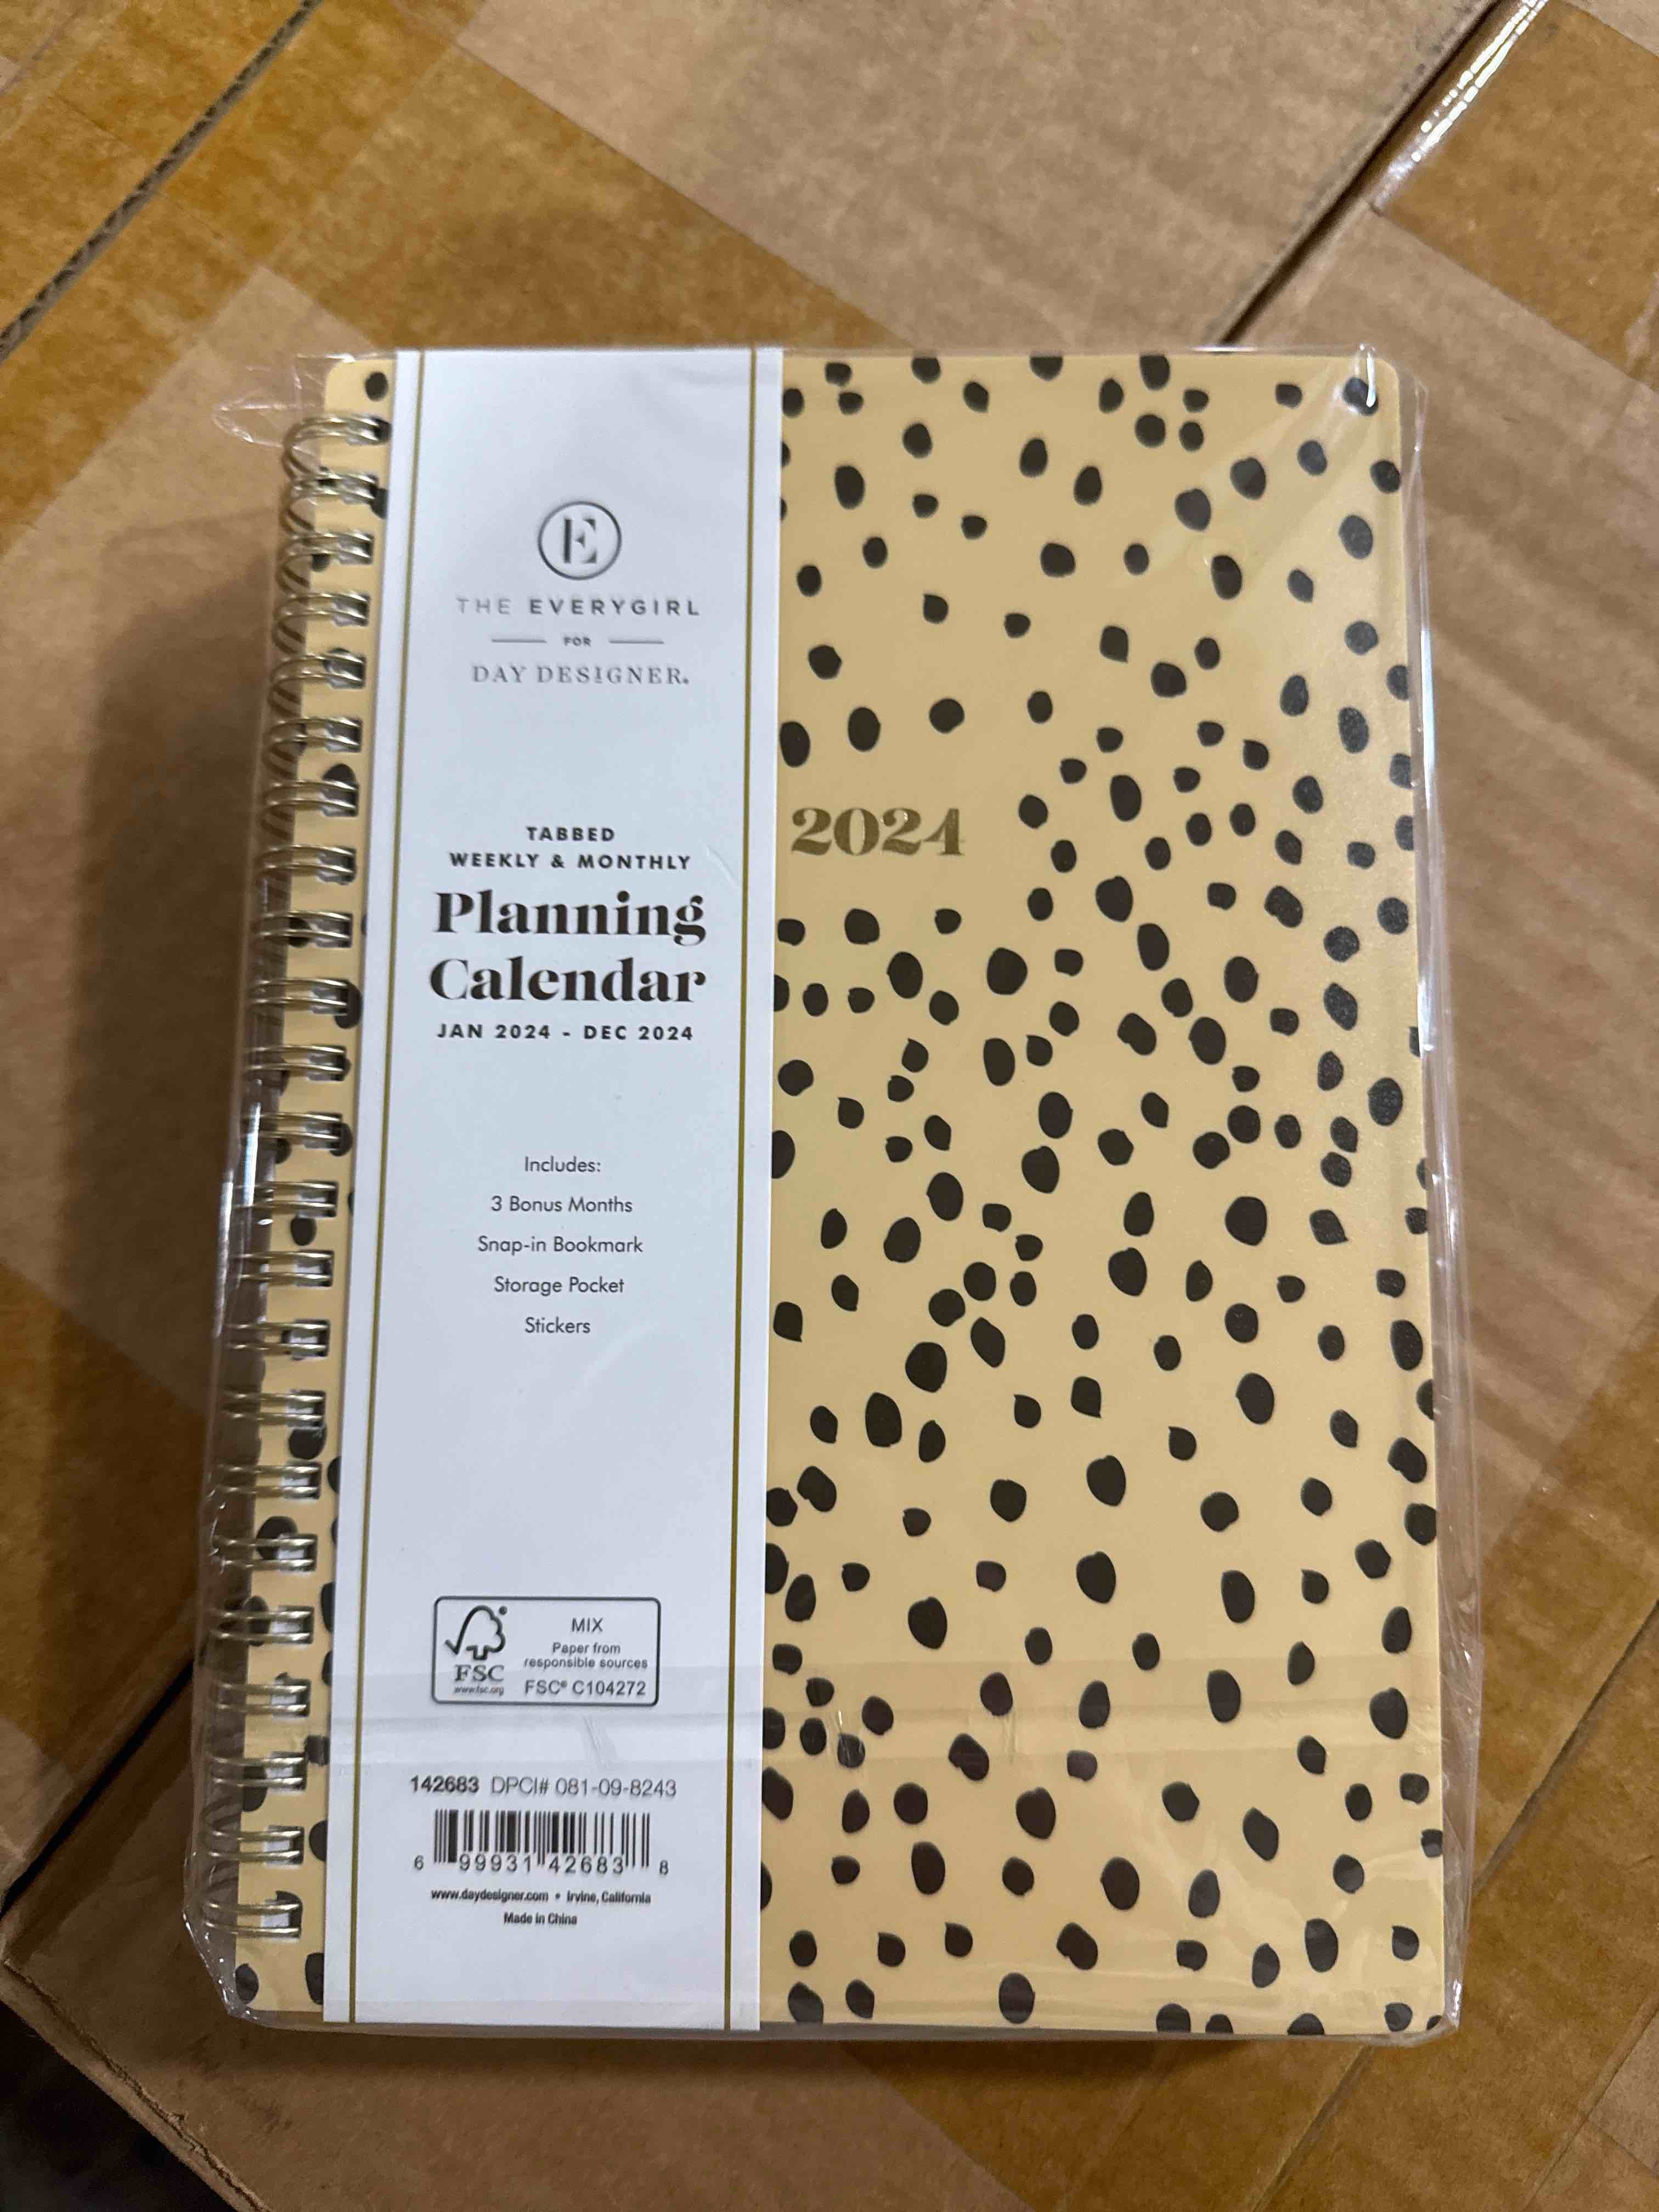 E
THE EVERYGIRL
FOR
DAY DESIGNER.
TABBED
WEEKLY & MONTHLY
Planning
Calendar
JAN 2024 - DEC 2024
2024
Includes:
3 Bonus Months
Snap-in Bookmark
Storage Pocket
Stickers
FSC
www.fsc.org
MIX
Paper from
responsible sources
FSC® C104272
142683 DPCI# 081-09-8243
6 99931 42683 8
www.daydesigner.com • Irvine, California
Made in China